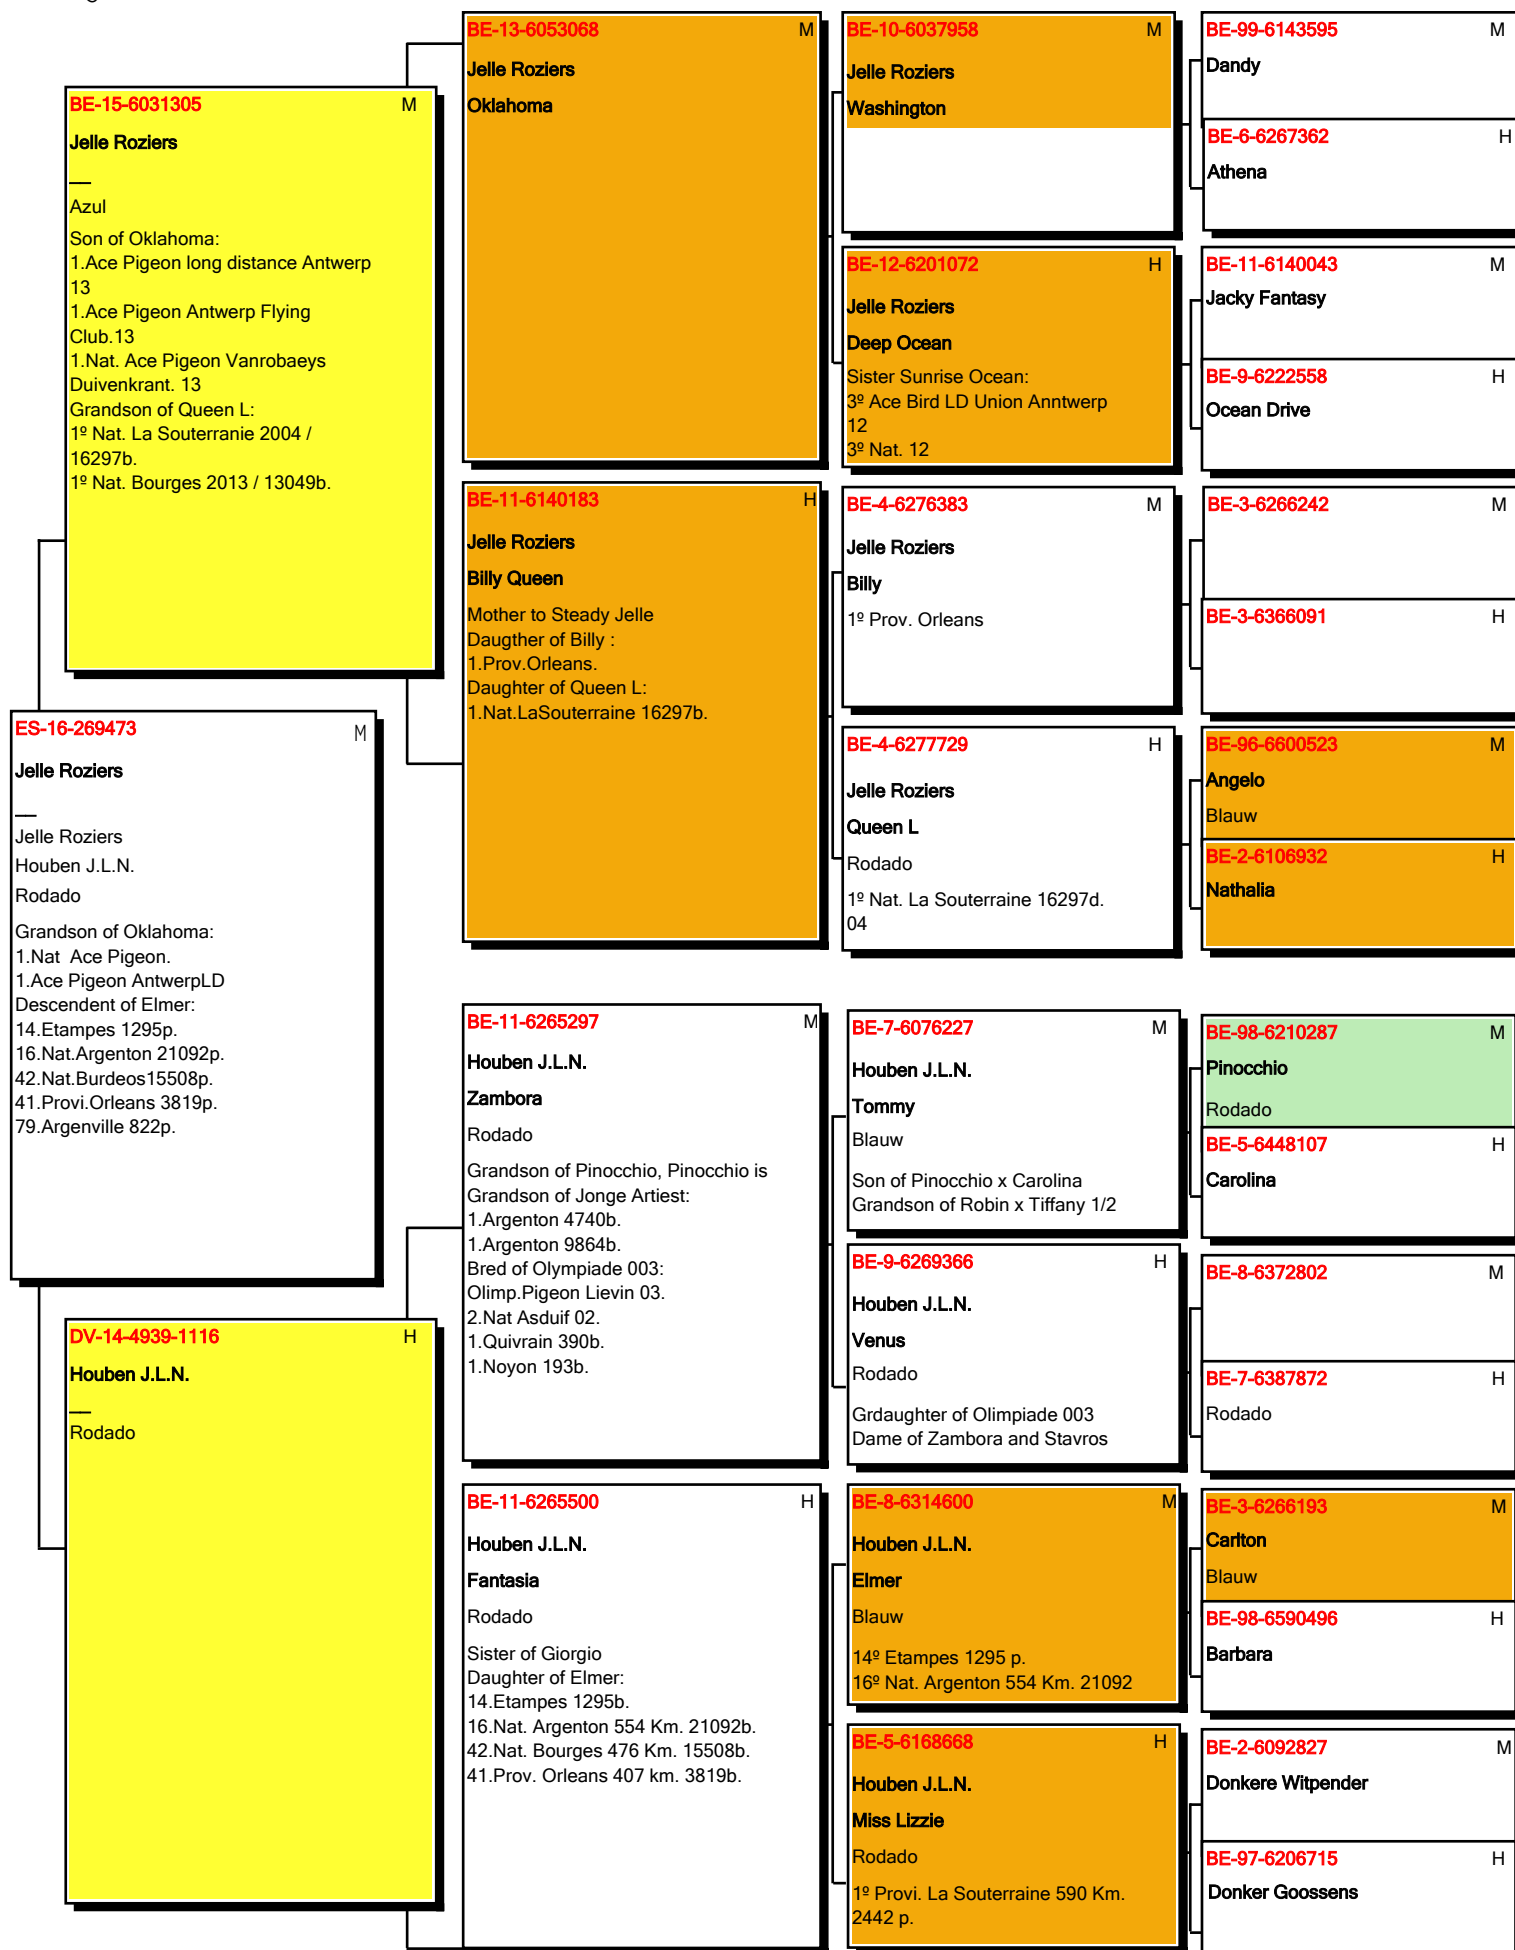 BE-15-6031305 M
Jelle Roziers
__
Azul
Son of Oklahoma:
1.Ace Pigeon long distance Antwerp
13
1.Ace Pigeon Antwerp Flying
Club.13
1.Nat. Ace Pigeon Vanrobaeys
Duivenkrant. 13
Grandson of Queen L:
1º Nat. La Souterranie 2004 /
16297b.
1º Nat. Bourges 2013 / 13049b.
ES-16-269473 M
Jelle Roziers
__
Jelle Roziers
Houben J.L.N.
Rodado
Grandson of Oklahoma:
1.Nat Ace Pigeon.
1.Ace Pigeon AntwerpLD
Descendent of Elmer:
14.Etampes 1295p.
16.Nat.Argenton 21092p.
42.Nat.Burdeos15508p.
41.Provi.Orleans 3819p.
79.Argenville 822p.
DV-14-4939-1116 H
Houben J.L.N.
__
Rodado
BE-13-6053068 M
Jelle Roziers
Oklahoma
BE-11-6140183 H
Jelle Roziers
Billy Queen
Mother to Steady Jelle
Daugther of Billy :
1.Prov.Orleans.
Daughter of Queen L:
1.Nat.LaSouterraine 16297b.
BE-11-6265297 M
Houben J.L.N.
Zambora
Rodado
Grandson of Pinocchio, Pinocchio is
Grandson of Jonge Artiest:
1.Argenton 4740b.
1.Argenton 9864b.
Bred of Olympiade 003:
Olimp.Pigeon Lievin 03.
2.Nat Asduif 02.
1.Quivrain 390b.
1.Noyon 193b.
BE-11-6265500 H
Houben J.L.N.
Fantasia
Rodado
Sister of Giorgio
Daughter of Elmer:
14.Etampes 1295b.
16.Nat. Argenton 554 Km. 21092b.
42.Nat. Bourges 476 Km. 15508b.
41.Prov. Orleans 407 km. 3819b.
BE-10-6037958 M
Jelle Roziers
Washington
BE-12-6201072 H
Jelle Roziers
Deep Ocean
Sister Sunrise Ocean:
3º Ace Bird LD Union Anntwerp
12
3º Nat. 12
BE-4-6276383 M
Jelle Roziers
Billy
1º Prov. Orleans
BE-4-6277729 H
Jelle Roziers
Queen L
Rodado
1º Nat. La Souterraine 16297d.
04
BE-7-6076227 M
Houben J.L.N.
Tommy
Blauw
Son of Pinocchio x Carolina
Grandson of Robin x Tiffany 1/2
BE-9-6269366 H
Houben J.L.N.
Venus
Rodado
Grdaughter of Olimpiade 003
Dame of Zambora and Stavros
BE-8-6314600 M
Houben J.L.N.
Elmer
Blauw
14º Etampes 1295 p.
16º Nat. Argenton 554 Km. 21092
BE-5-6168668 H
Houben J.L.N.
Miss Lizzie
Rodado
1º Provi. La Souterraine 590 Km.
2442 p.
BE-99-6143595 M
Dandy
BE-6-6267362 H
Athena
BE-11-6140043 M
Jacky Fantasy
BE-9-6222558 H
Ocean Drive
BE-3-6266242 M
BE-3-6366091 H
BE-96-6600523 M
Angelo
Blauw
BE-2-6106932 H
Nathalia
BE-98-6210287 M
Pinocchio
Rodado
BE-5-6448107 H
Carolina
BE-8-6372802 M
BE-7-6387872 H
Rodado
BE-3-6266193 M
Carlton
Blauw
BE-98-6590496 H
Barbara
BE-2-6092827 M
Donkere Witpender
BE-97-6206715 H
Donker Goossens